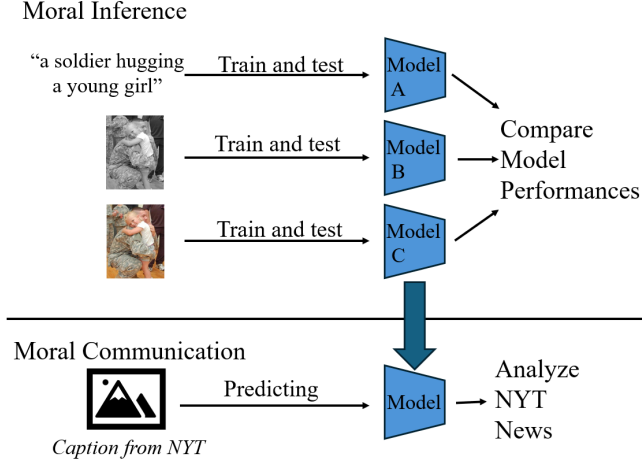 Moral Inference
“a soldier hugging
a young girl”
Train and test
Model
A
Train and test
Model
B
Train and test
Model
C
Compare
Model
Performances
Moral Communication
Caption from NYT
Predicting
Model
Analyze
NYT
News